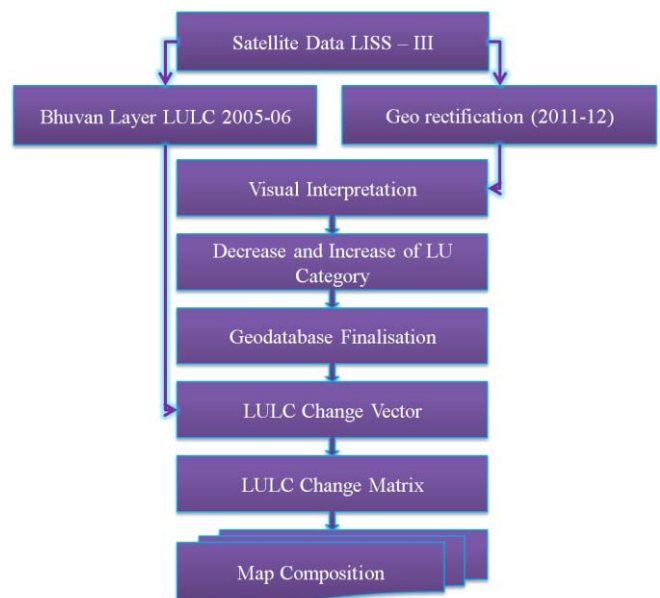 Satellite Data LISS – III
Bhuvan Layer LULC 2005-06
Geo rectification (2011-12)
Visual Interpretation
Decrease and Increase of LU
Category
Geodatabase Finalisation
LULC Change Vector
LULC Change Matrix
Map Composition